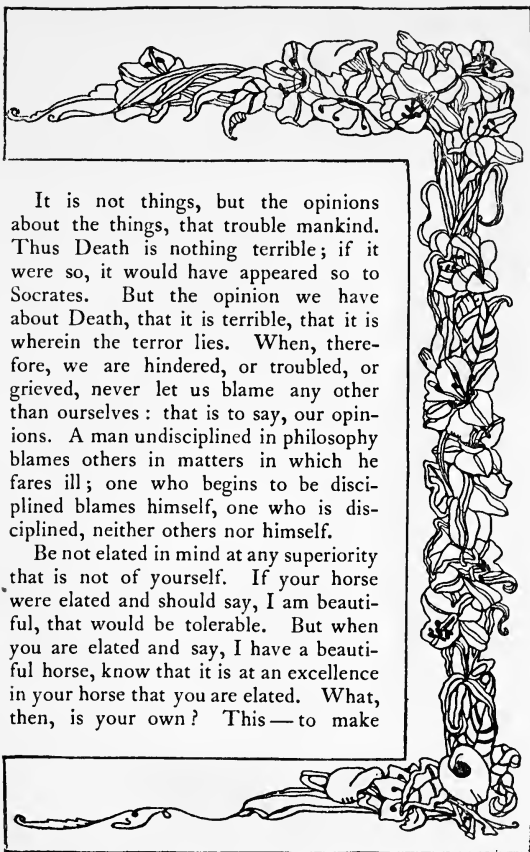 It is not things, but the opinions
about the things, that trouble mankind.
Thus Death is nothing terrible; if it
were so, it would have appeared so to
Socrates. But the opinion we have
about Death, that it is terrible, that it is
wherein the terror lies. When, there-
fore, we are hindered, or troubled, or
grieved, never let us blame any other
than ourselves: that is to say, our opin-
ions. A man undisciplined in philosophy
blames others in matters in which he
fares ill; one who begins to be disci-
plined blames himself, one who is dis-
ciplined, neither others nor himself.
Be not elated in mind at any superiority
that is not of yourself. If your horse
were elated and should say, I am beauti-
ful, that would be tolerable. But when
you are elated and say, I have a beauti-
ful horse, know that it is at an excellence
in your horse that you are elated. What,
then, is your own? This — to make